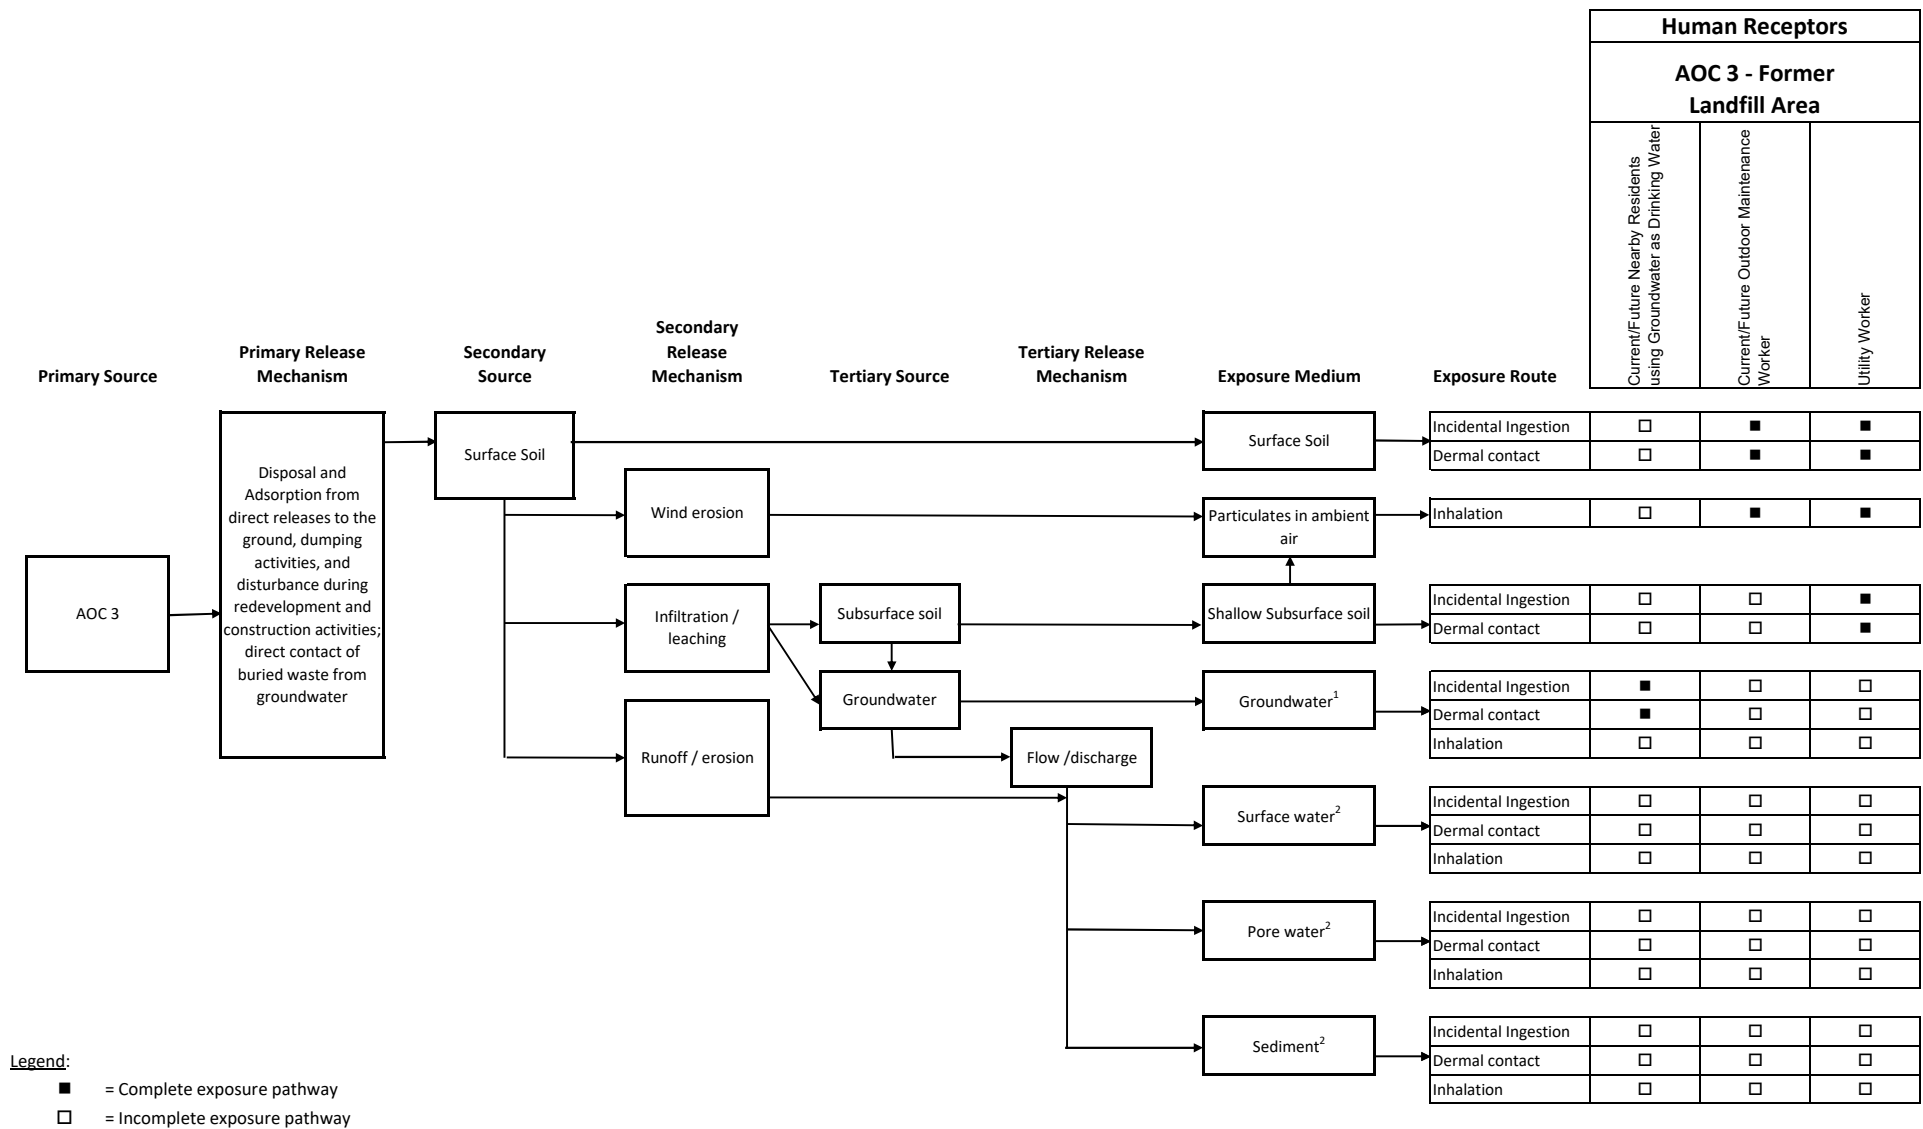 Human Receptors
AOC 3 - Former
Landfill Area
Current/Future Nearby Residents
using Groundwater as Drinking Water
Current/Future Outdoor Maintenance
Worker
Utility Worker
Primary Source
Primary Release
Mechanism
Secondary
Source
Secondary
Release
Mechanism
Tertiary Source
Tertiary Release
Mechanism
Exposure Medium
Exposure Route
AOC 3
Disposal and
Adsorption from
direct releases to the
ground, dumping
activities, and
disturbance during
redevelopment and
construction activities;
direct contact of
buried waste from
groundwater
Surface Soil
Wind erosion
Infiltration /
leaching
Runoff / erosion
Subsurface soil
Groundwater
Flow /discharge
Surface Soil
Incidental Ingestion □ ■ ■
Dermal contact □ ■ ■
Particulates in ambient
air
Inhalation □ ■ ■
Shallow Subsurface soil
Incidental Ingestion □ □ ■
Dermal contact □ □ ■
Groundwater¹
Incidental Ingestion ■ □ □
Dermal contact ■ □ □
Inhalation □ □ □
Surface water²
Incidental Ingestion □ □ □
Dermal contact □ □ □
Inhalation □ □ □
Pore water²
Incidental Ingestion □ □ □
Dermal contact □ □ □
Inhalation □ □ □
Sediment²
Incidental Ingestion □ □ □
Dermal contact □ □ □
Inhalation □ □ □
Legend:
■ = Complete exposure pathway
□ = Incomplete exposure pathway